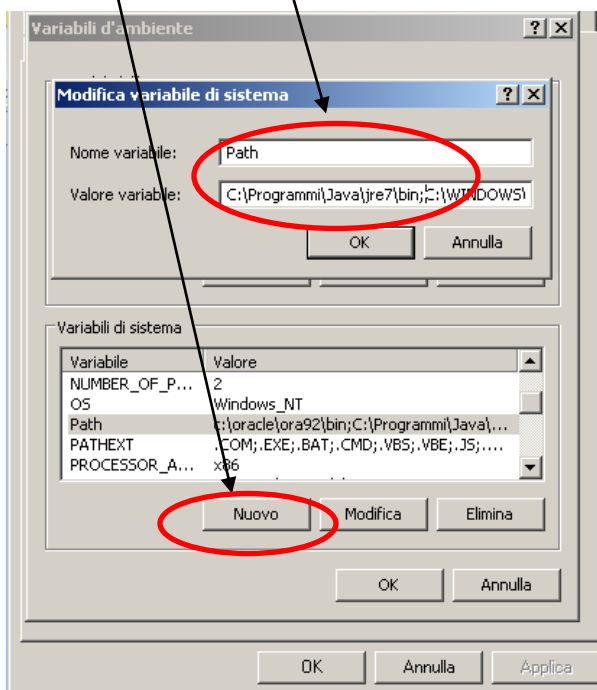 Variabili d'ambiente
Modifica variabile di sistema
Nome variabile: Path
Valore variabile: C:\Programmi\Java\jre7\bin;C:\WINDOWS\
OK Annulla
Variabili di sistema
Variabile Valore
NUMBER_OF_P... 2
OS Windows_NT
Path c:\oracle\ora92\bin;C:\Programmi\Java\...
PATHEXT .COM;.EXE;.BAT;.CMD;.VBS;.VBE;.JS;....
PROCESSOR_A... x86
Nuovo Modifica Elimina
OK Annulla
OK Annulla Applica